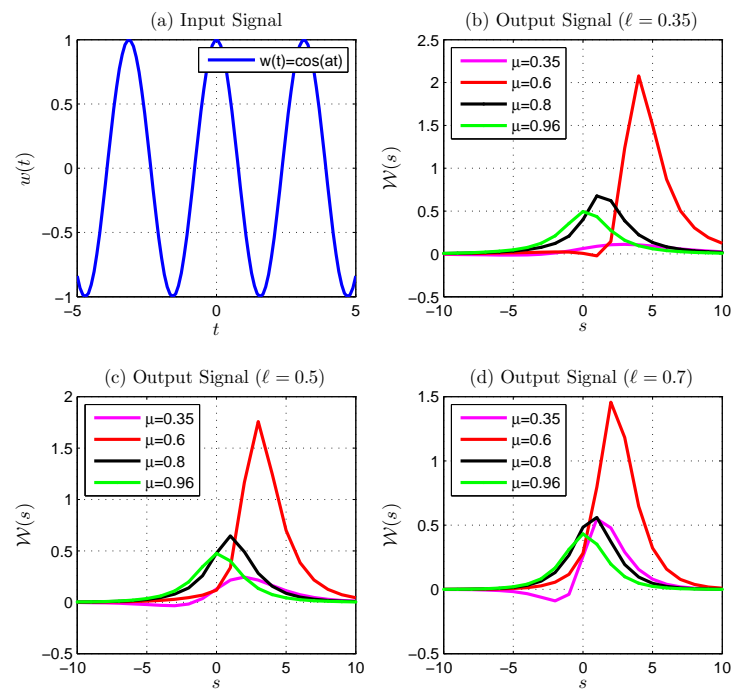 (a) Input Signal
w(t)=cos(at)
1
0.5
0
−0.5
−1
w(t)
−5
0
5
t
(b) Output Signal (ℓ = 0.35)
μ=0.35
μ=0.6
μ=0.8
μ=0.96
2.5
2
1.5
1
0.5
0
−0.5
𝒲(s)
−10
−5
0
5
10
s
(c) Output Signal (ℓ = 0.5)
μ=0.35
μ=0.6
μ=0.8
μ=0.96
2
1.5
1
0.5
0
−0.5
𝒲(s)
−10
−5
0
5
10
s
(d) Output Signal (ℓ = 0.7)
μ=0.35
μ=0.6
μ=0.8
μ=0.96
1.5
1
0.5
0
−0.5
𝒲(s)
−10
−5
0
5
10
s